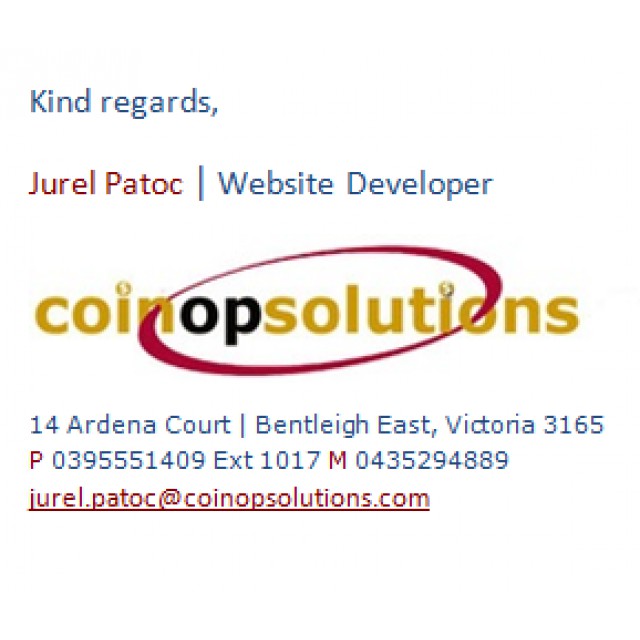 Kind regards,
Jurel Patoc | Website Developer
coinopsolutions
14 Ardena Court | Bentleigh East, Victoria 3165
P 0395551409 Ext 1017 M 0435294889
jurel.patoc@coinopsolutions.com